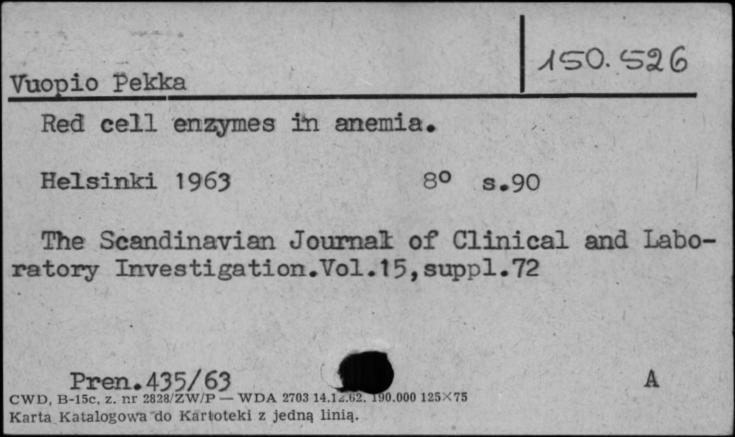 150.526
Vuopio Pekka
Red cell enzymes in anemia.
Helsinki 1963 8° s.90
The Scandinavian Journal of Clinical and Labo-
ratory Investigation.Vol.15,suppl.72
Pren.435/63 A
CWD, B-15c, z. nr 2828/ZW/P — WDA 2703 14.12.62. 190.000 125×75
Karta Katalogowa do Kartoteki z jedną linią.